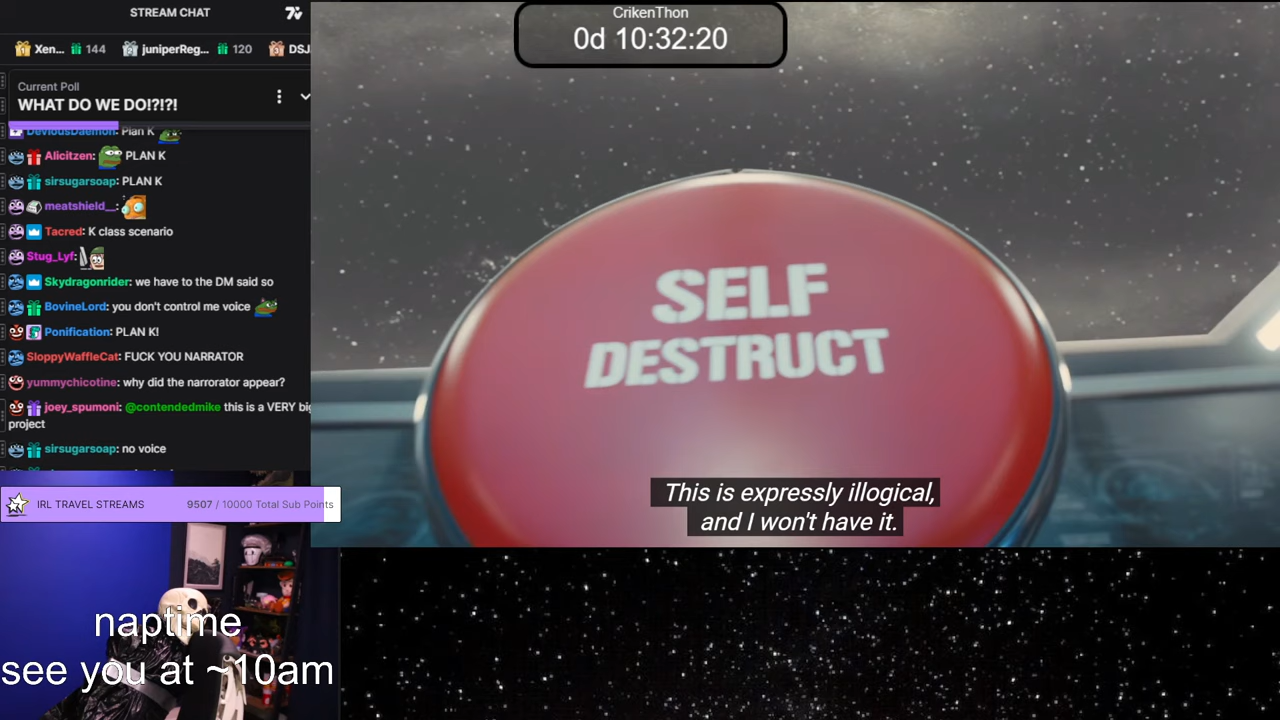 STREAM CHAT
Xen... 144 juniperReg... 120 DSJ
Current Poll
WHAT DO WE DO!?!?!
DeviousDaemon: Plan K
Alicitzen: PLAN K
sirsugarsoap: PLAN K
meatshield__:
Tacred: K class scenario
Stug_Lyf:
Skydragonrider: we have to the DM said so
BovineLord: you don't control me voice
Ponification: PLAN K!
SloppyWaffleCat: FUCK YOU NARRATOR
yummychicotine: why did the narrorator appear?
joey_spumoni: @contendedmike this is a VERY big
project
sirsugarsoap: no voice
IRL TRAVEL STREAMS 9507 / 10000 Total Sub Points
naptime
see you at ~10am
CrikenThon
0d 10:32:20
SELF
DESTRUCT
This is expressly illogical,
and I won't have it.